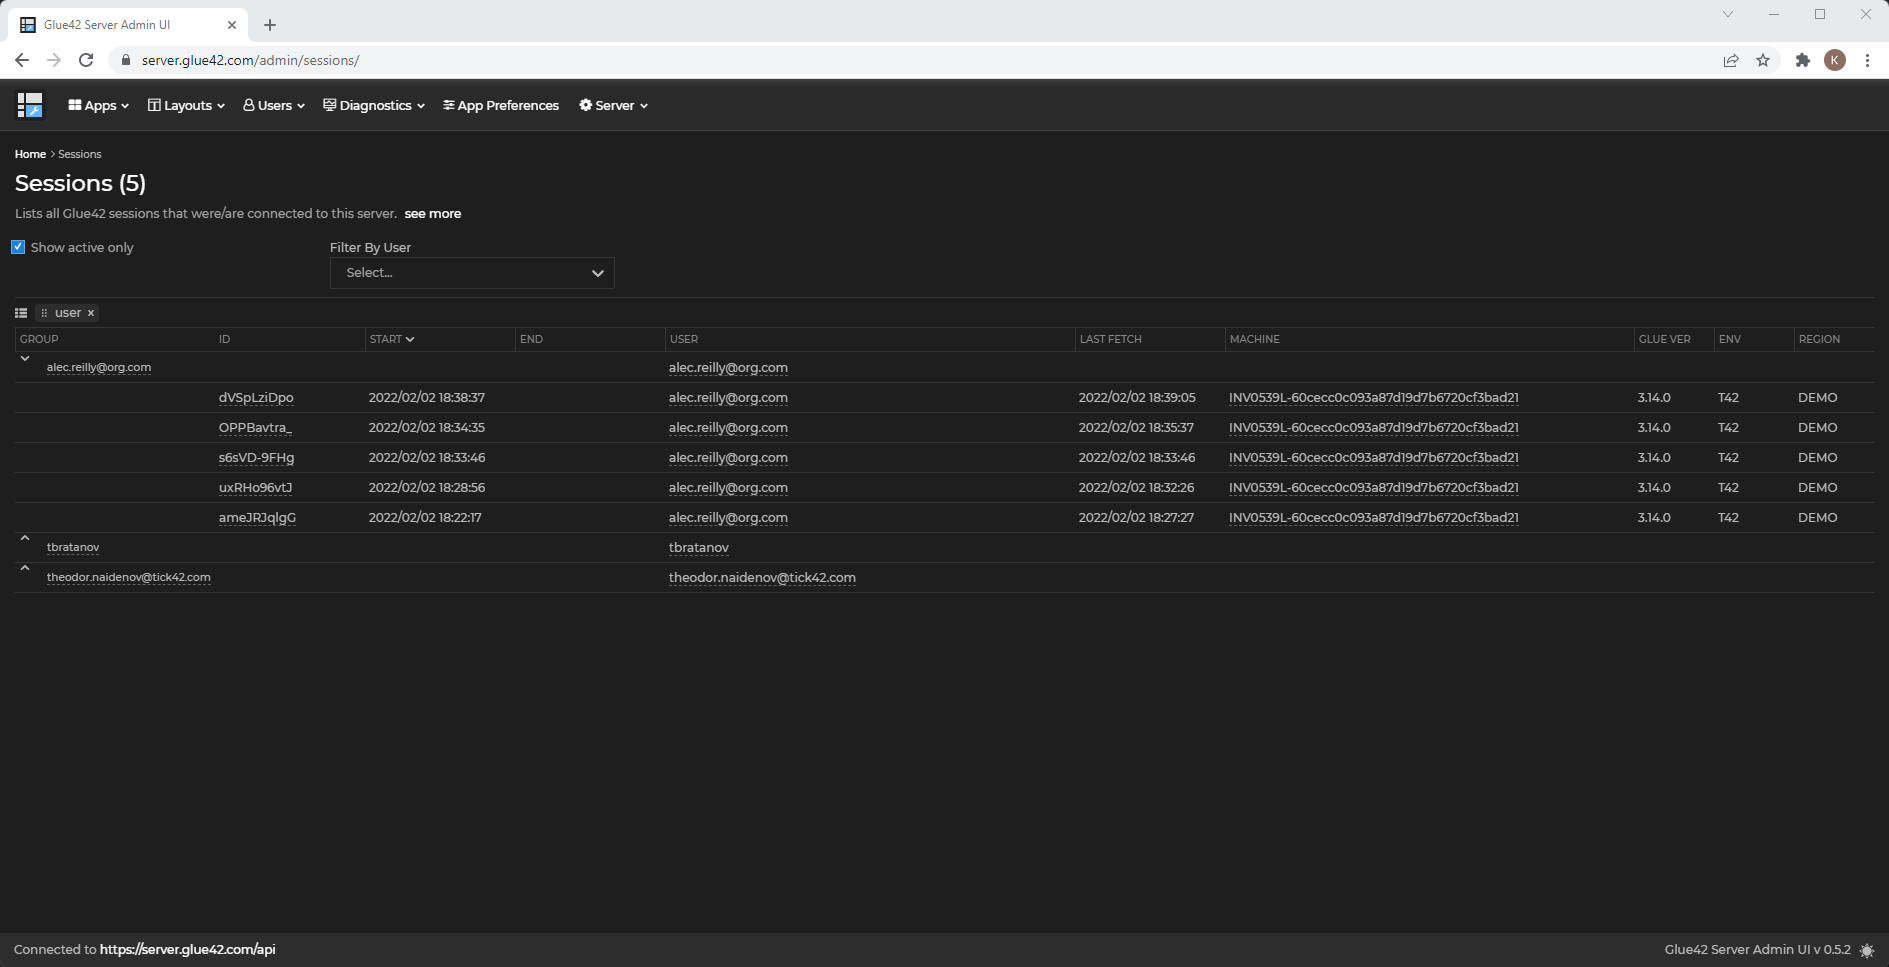 Glue42 Server Admin UI
server.glue42.com/admin/sessions/
K
Apps Layouts Users Diagnostics App Preferences Server
Home > Sessions
Sessions (5)
Lists all Glue42 sessions that were/are connected to this server. see more
Show active only
Filter By User
Select...
user x
GROUP ID START END USER LAST FETCH MACHINE GLUE VER ENV REGION
alec.reilly@org.com alec.reilly@org.com
dVSpLziDpo 2022/02/02 18:38:37 alec.reilly@org.com 2022/02/02 18:39:05 INV0539L-60cecc0c093a87d19d7b6720cf3bad21 3.14.0 T42 DEMO
OPPBavtra_ 2022/02/02 18:34:35 alec.reilly@org.com 2022/02/02 18:35:37 INV0539L-60cecc0c093a87d19d7b6720cf3bad21 3.14.0 T42 DEMO
s6sVD-9FHg 2022/02/02 18:33:46 alec.reilly@org.com 2022/02/02 18:33:46 INV0539L-60cecc0c093a87d19d7b6720cf3bad21 3.14.0 T42 DEMO
uxRHo96vtJ 2022/02/02 18:28:56 alec.reilly@org.com 2022/02/02 18:32:26 INV0539L-60cecc0c093a87d19d7b6720cf3bad21 3.14.0 T42 DEMO
ameJRJqlgG 2022/02/02 18:22:17 alec.reilly@org.com 2022/02/02 18:27:27 INV0539L-60cecc0c093a87d19d7b6720cf3bad21 3.14.0 T42 DEMO
tbratanov tbratanov
theodor.naidenov@tick42.com theodor.naidenov@tick42.com
Connected to https://server.glue42.com/api
Glue42 Server Admin UI v 0.5.2